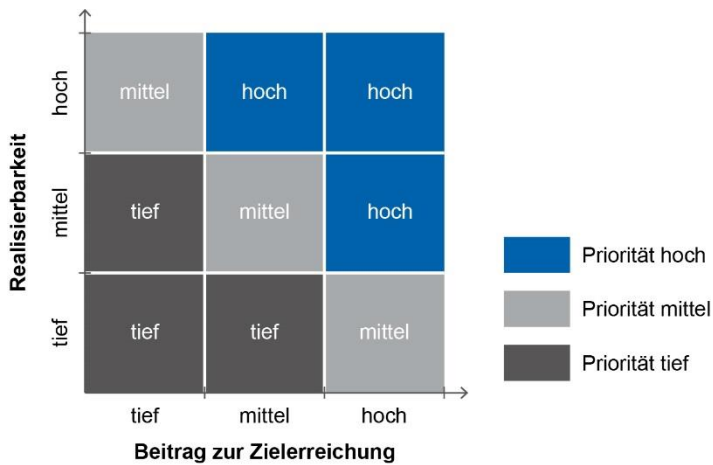 hoch
mittel
hoch
hoch
Realisierbarkeit
mittel
tief
mittel
hoch
tief
tief
tief
mittel
tief
mittel
hoch
Beitrag zur Zielerreichung
Priorität hoch
Priorität mittel
Priorität tief